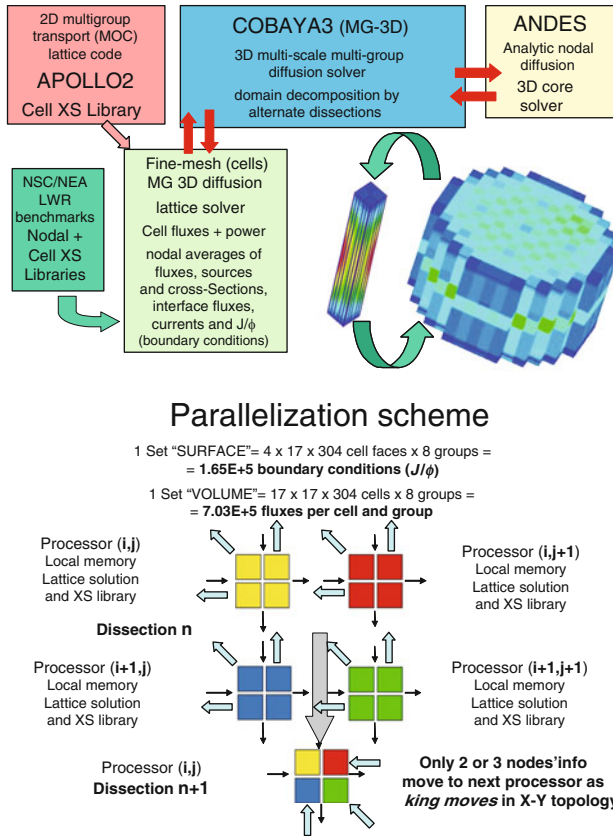 2D multigroup
transport (MOC)
lattice code
APOLLO2
Cell XS Library
COBAYA3 (MG-3D)
3D multi-scale multi-group
diffusion solver
domain decomposition by
alternate dissections
ANDES
Analytic nodal
diffusion
3D core
solver
NSC/NEA
LWR
benchmarks
Nodal +
Cell XS
Libraries
Fine-mesh (cells)
MG 3D diffusion
lattice solver
Cell fluxes + power
nodal averages of
fluxes, sources
and cross-Sections,
interface fluxes,
currents and J/ϕ
(boundary conditions)
Parallelization scheme
1 Set “SURFACE”= 4 x 17 x 304 cell faces x 8 groups =
= 1.65E+5 boundary conditions (J/ϕ)
1 Set “VOLUME”= 17 x 17 x 304 cells x 8 groups =
= 7.03E+5 fluxes per cell and group
Processor (i,j)
Local memory
Lattice solution
and XS library
Processor (i,j+1)
Local memory
Lattice solution
and XS library
Dissection n
Processor (i+1,j)
Local memory
Lattice solution
and XS library
Processor (i+1,j+1)
Local memory
Lattice solution
and XS library
Processor (i,j)
Dissection n+1
Only 2 or 3 nodes’info
move to next processor as
king moves in X-Y topology